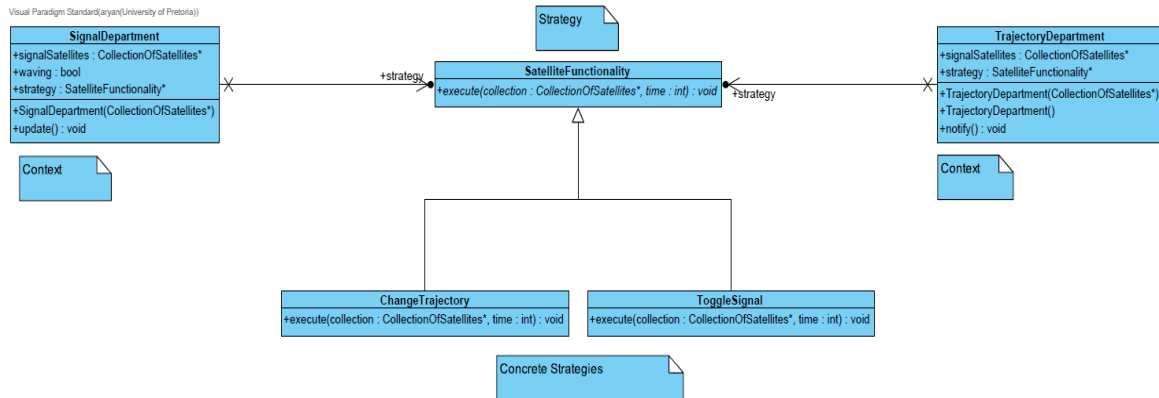 Visual Paradigm Standard(aryan(University of Pretoria))
SignalDepartment
+signalSatellites : CollectionOfSatellites*
+waving : bool
+strategy : SatelliteFunctionality*
+SignalDepartment(CollectionOfSatellites*)
+update() : void
Context
Strategy
+strategy
SatelliteFunctionality
+execute(collection : CollectionOfSatellites*, time : int) : void
+strategy
TrajectoryDepartment
+signalSatellites : CollectionOfSatellites*
+strategy : SatelliteFunctionality*
+TrajectoryDepartment(CollectionOfSatellites*)
+TrajectoryDepartment()
+notify() : void
Context
ChangeTrajectory
+execute(collection : CollectionOfSatellites*, time : int) : void
ToggleSignal
+execute(collection : CollectionOfSatellites*, time : int) : void
Concrete Strategies